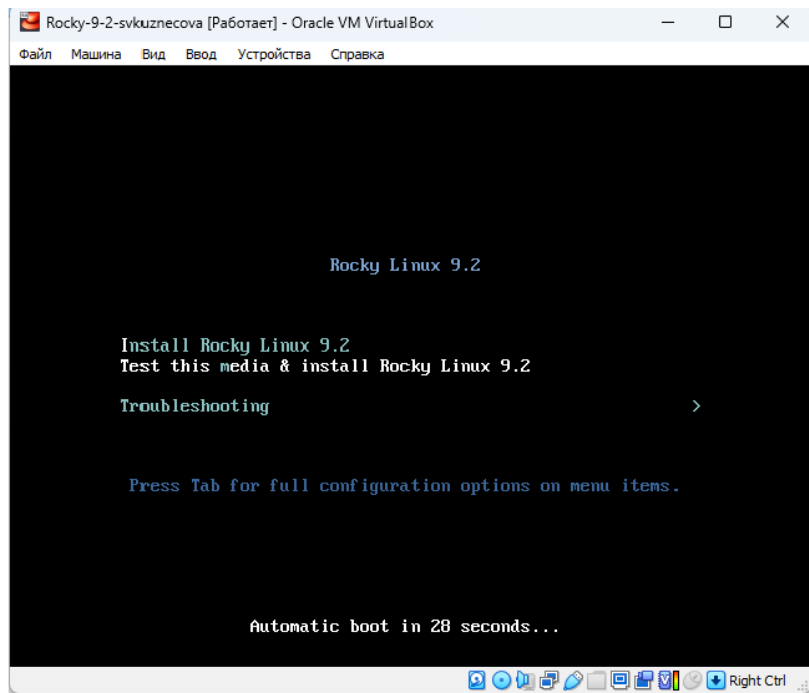 Rocky-9-2-svkuznecova [Работает] - Oracle VM VirtualBox
Файл Машина Вид Ввод Устройства Справка
Rocky Linux 9.2
Install Rocky Linux 9.2
Test this media & install Rocky Linux 9.2
Troubleshooting >
Press Tab for full configuration options on menu items.
Automatic boot in 28 seconds...
Right Ctrl